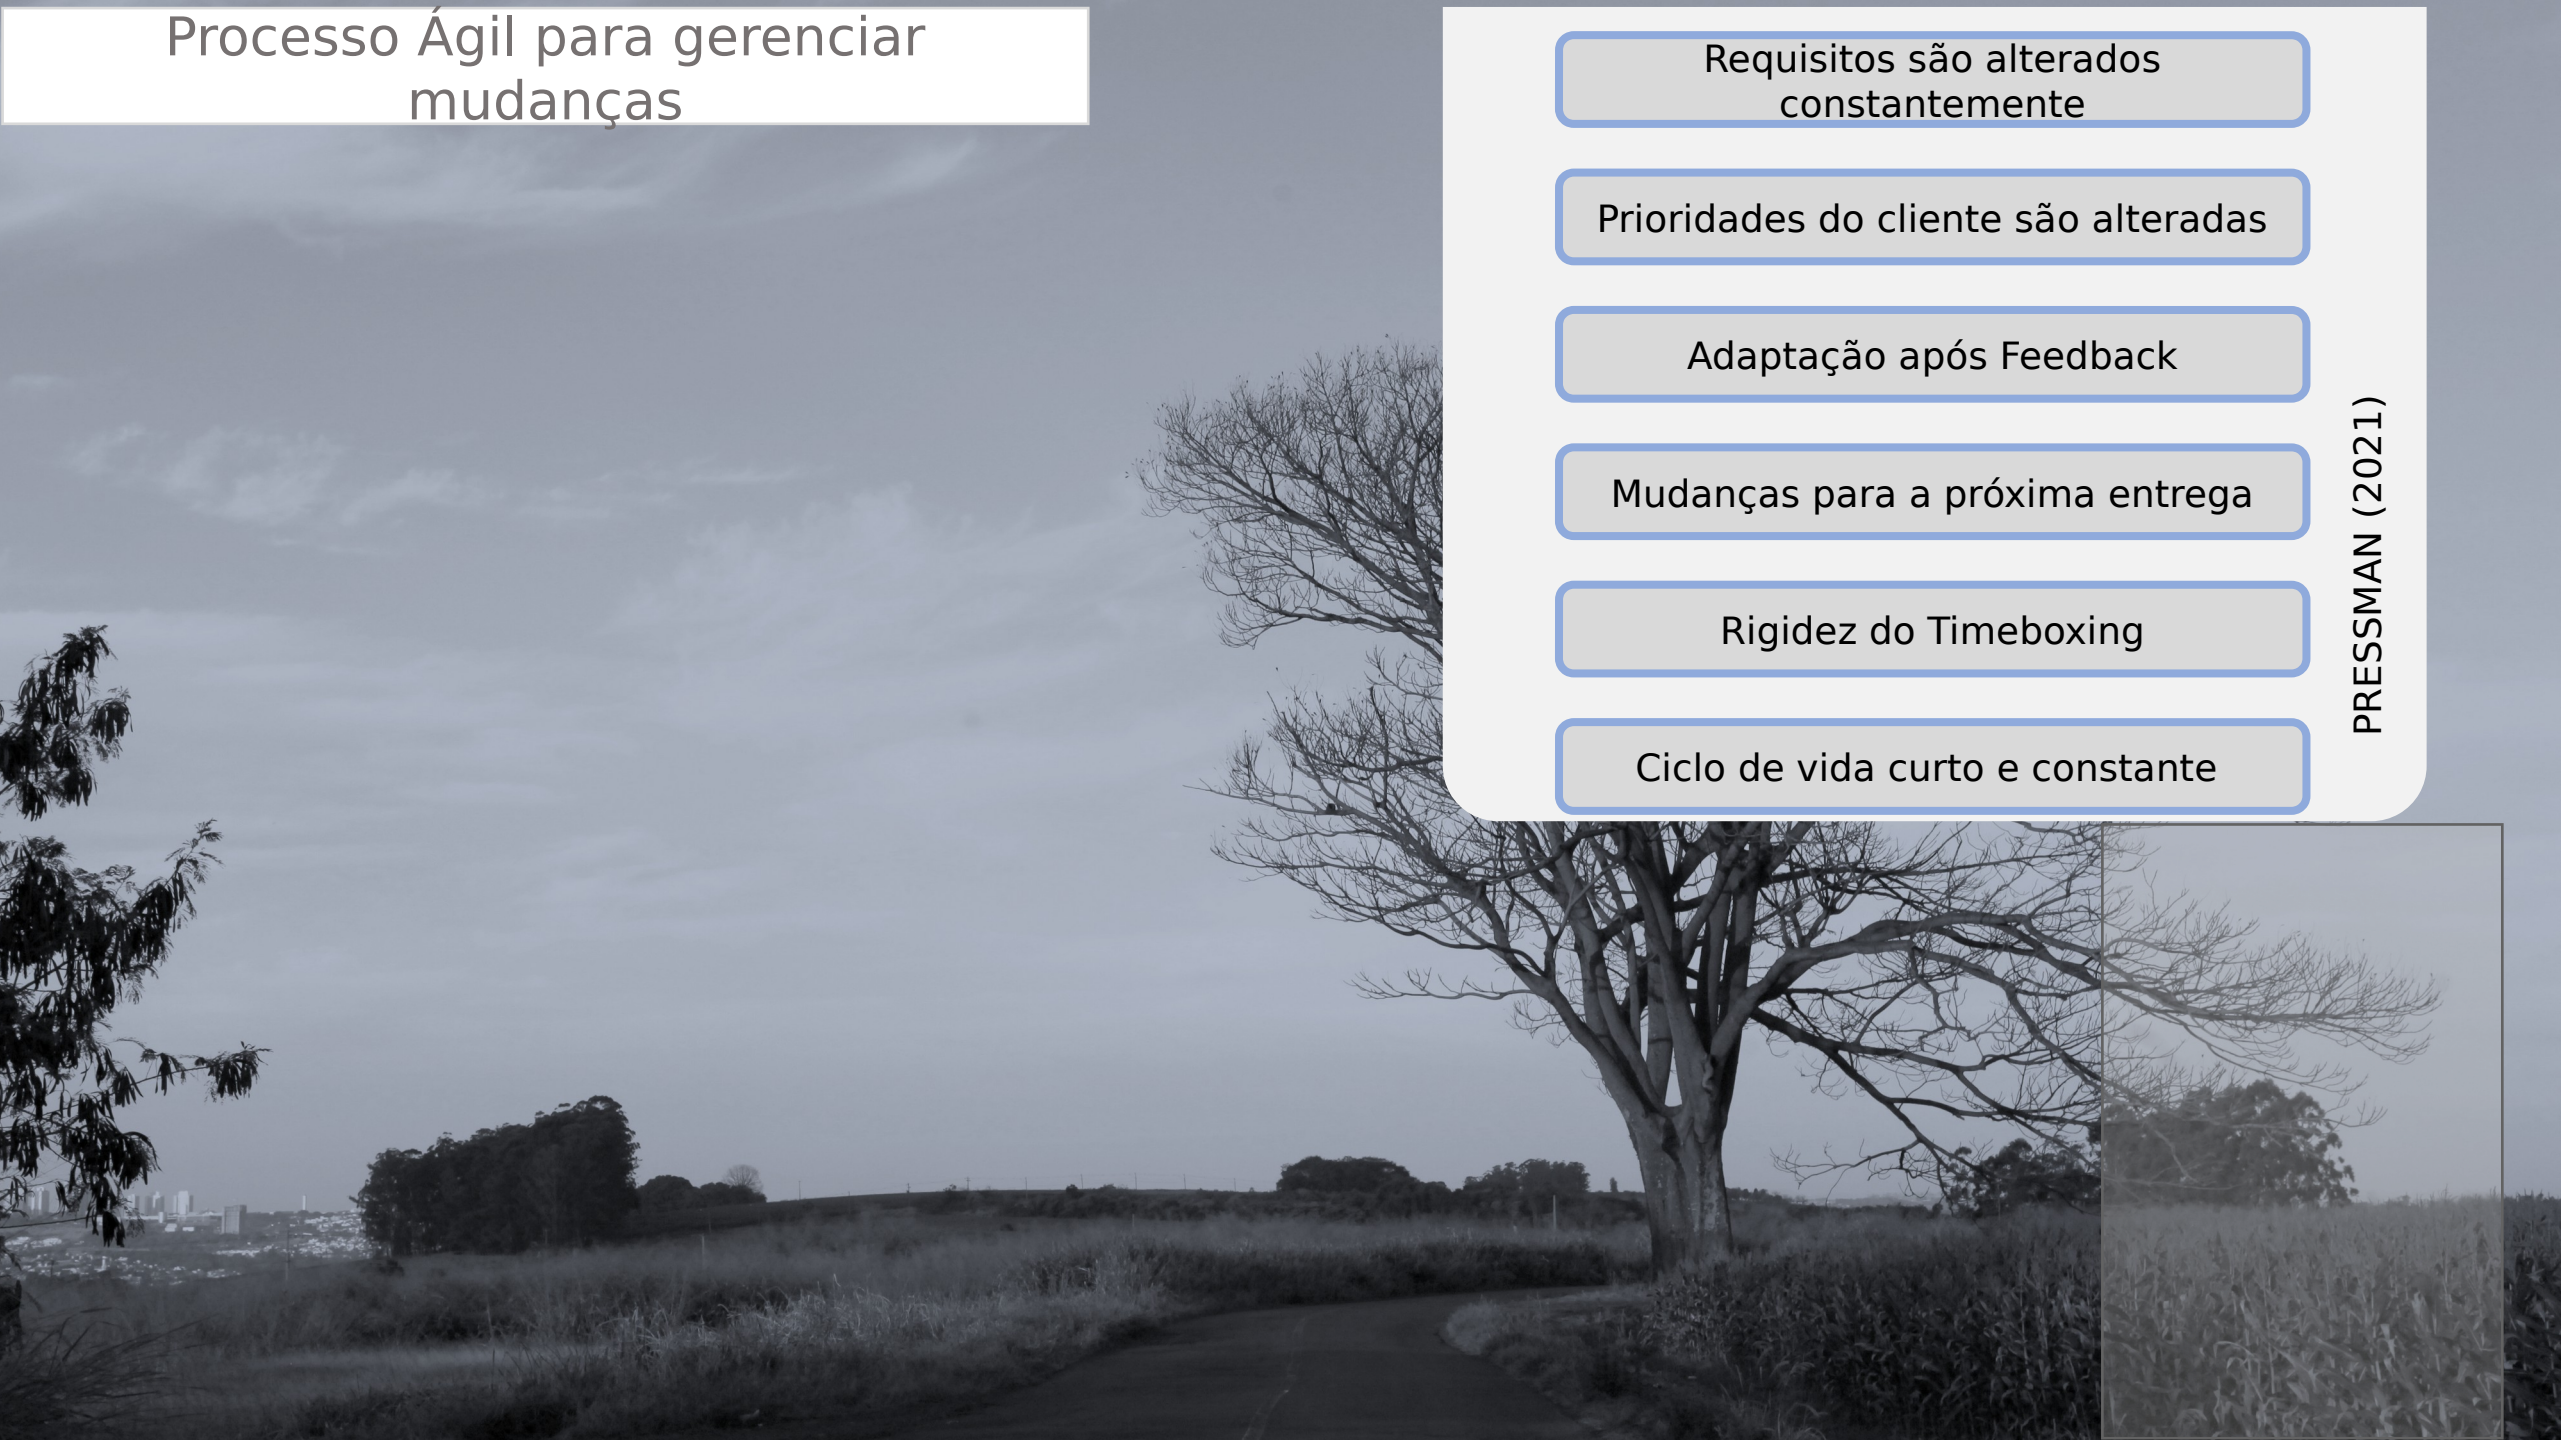 Processo Ágil para gerenciar
mudanças
Requisitos são alterados
constantemente
Prioridades do cliente são alteradas
Adaptação após Feedback
Mudanças para a próxima entrega
Rigidez do Timeboxing
Ciclo de vida curto e constante
PRESSMAN (2021)